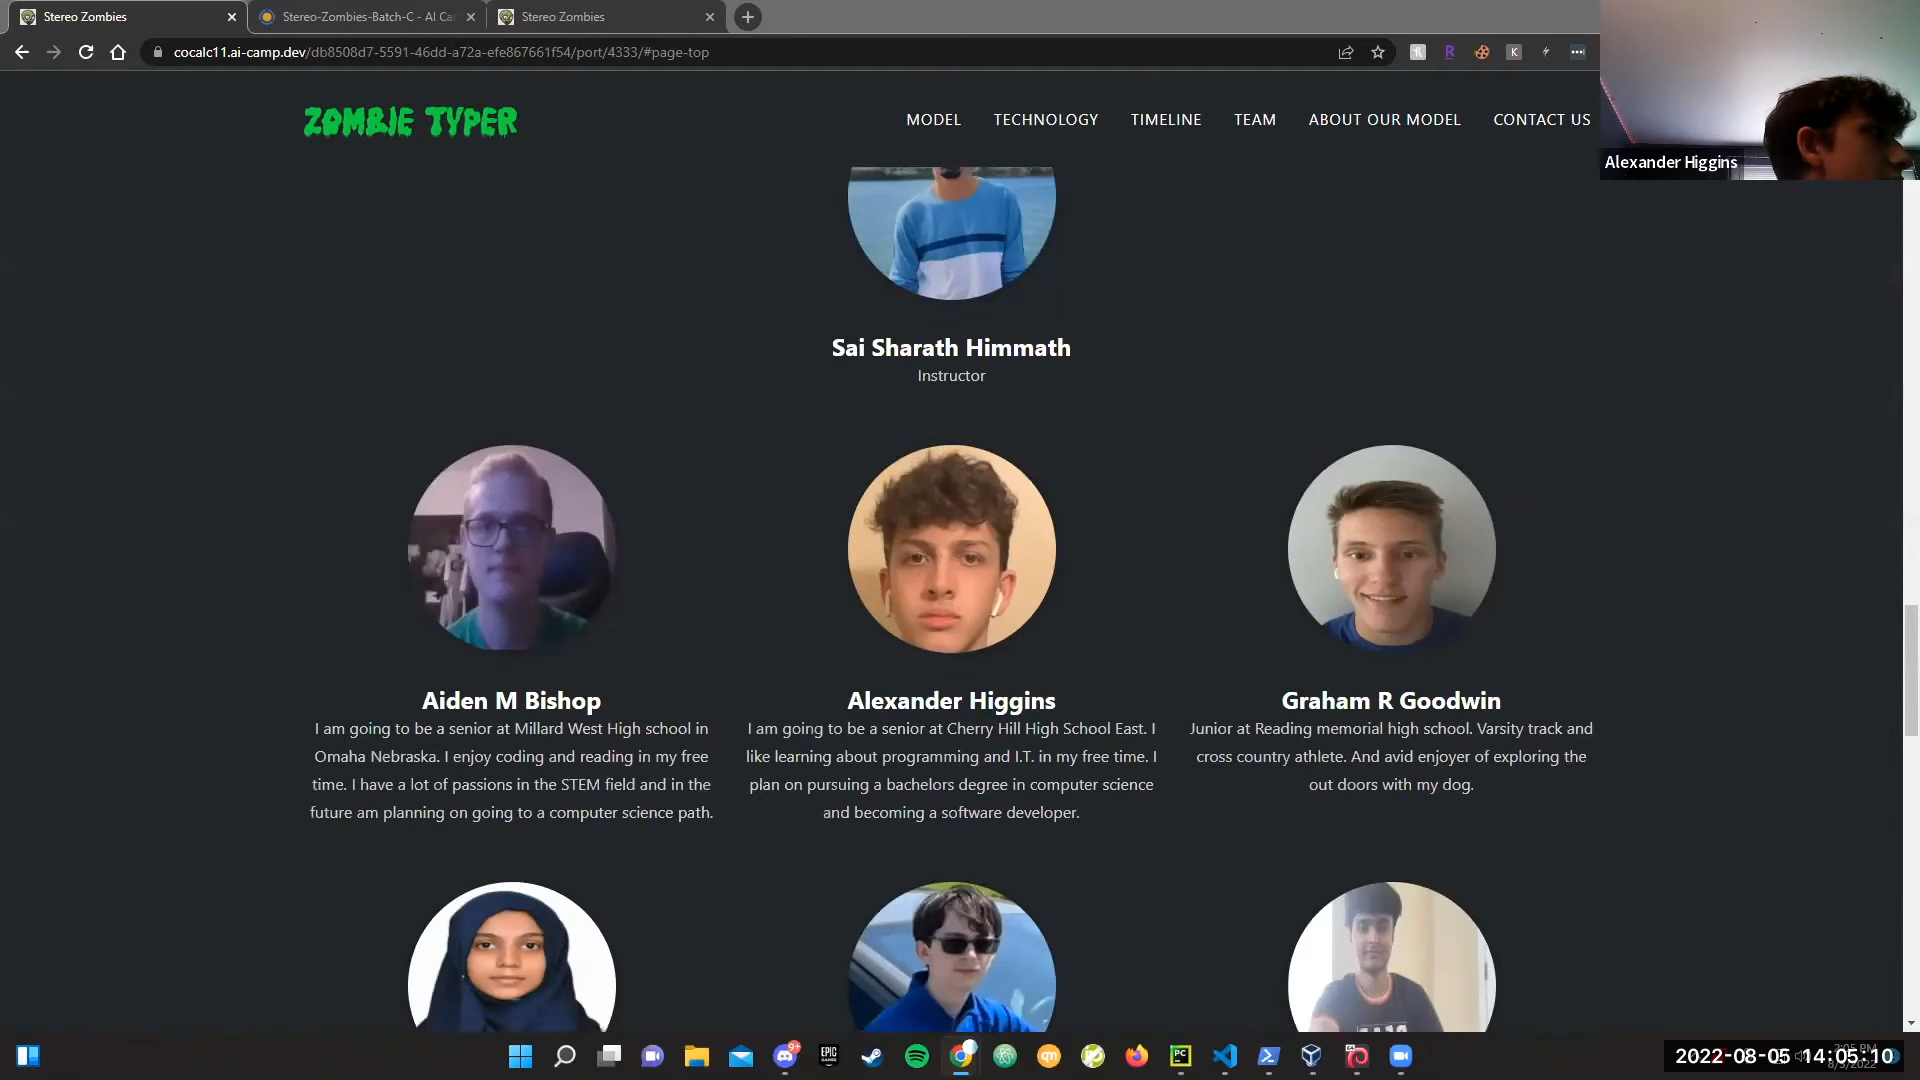 Stereo Zombies
Stereo-Zombies-Batch-C - AI Ca
Stereo Zombies
cocalc11.ai-camp.dev/db8508d7-5591-46dd-a72a-efe867661f54/port/4333/#page-top
ZOMBIE TYPER
MODEL TECHNOLOGY TIMELINE TEAM ABOUT OUR MODEL CONTACT US
Alexander Higgins
Sai Sharath Himmath
Instructor
Aiden M Bishop
I am going to be a senior at Millard West High school in
Omaha Nebraska. I enjoy coding and reading in my free
time. I have a lot of passions in the STEM field and in the
future am planning on going to a computer science path.
Alexander Higgins
I am going to be a senior at Cherry Hill High School East. I
like learning about programming and I.T. in my free time. I
plan on pursuing a bachelors degree in computer science
and becoming a software developer.
Graham R Goodwin
Junior at Reading memorial high school. Varsity track and
cross country athlete. And avid enjoyer of exploring the
out doors with my dog.
9+
EPIC
GAMES
qm
PC
2022-08-05 14:05:10